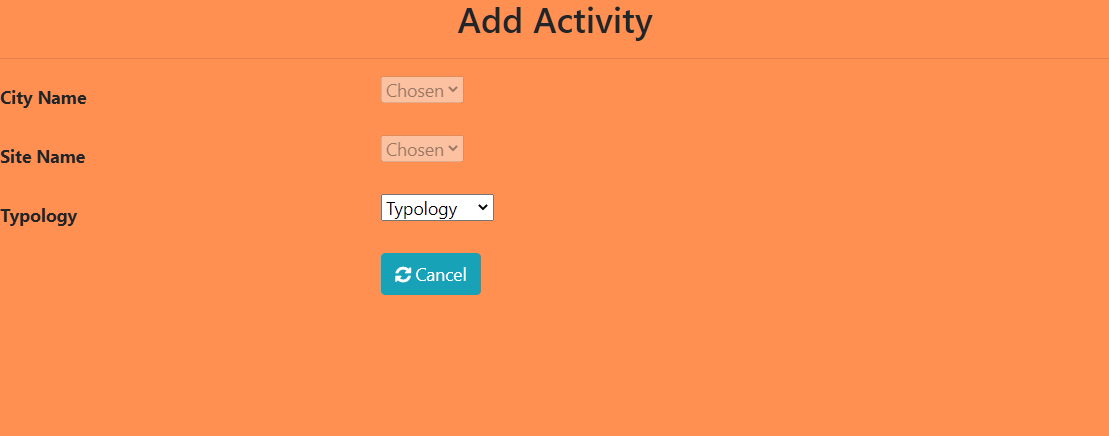 Add Activity
City Name
Chosen
Site Name
Chosen
Typology
Typology
Cancel